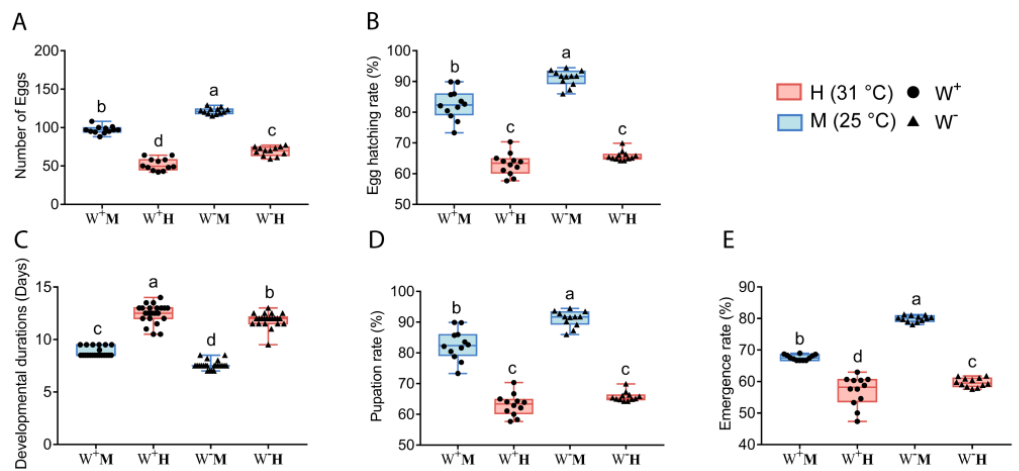 A
Number of Eggs
200
150
100
50
0
b
d
a
c
W⁺M
W⁺H
W⁻M
W⁻H
B
Egg hatching rate (%)
100
90
80
70
60
50
b
c
a
c
W⁺M
W⁺H
W⁻M
W⁻H
H (31 °C)
W⁺
M (25 °C)
W⁻
C
Developmental durations (Days)
15
10
5
0
c
a
d
b
W⁺M
W⁺H
W⁻M
W⁻H
D
Pupation rate (%)
100
90
80
70
60
50
b
c
a
c
W⁺M
W⁺H
W⁻M
W⁻H
E
Emergence rate (%)
90
80
70
60
50
40
b
d
a
c
W⁺M
W⁺H
W⁻M
W⁻H